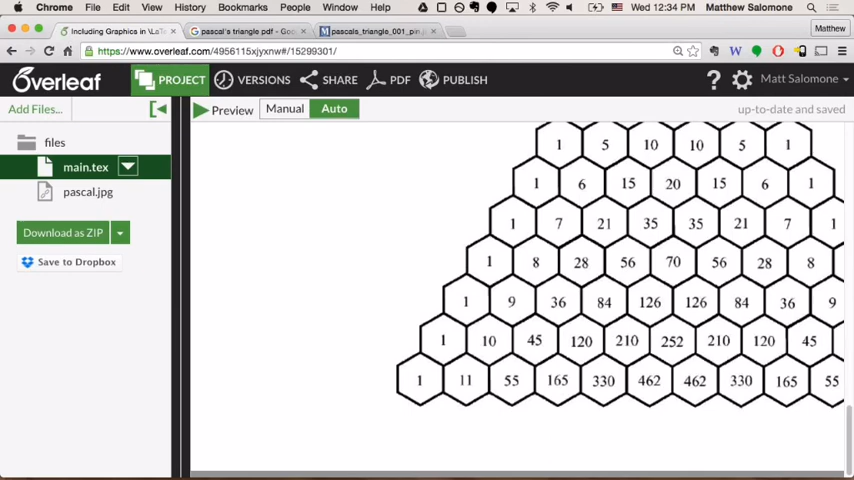 Chrome File Edit View History Bookmarks People Window Help Wed 12:34 PM Matthew Salomone
Including Graphics in \LaT pascal's triangle pdf - Goo pascals_triangle_001_pin.j Matthew
https://www.overleaf.com/4956115xjyxnw#/15299301/
Overleaf PROJECT VERSIONS SHARE PDF PUBLISH ? Matt Salomone
Add Files... Preview Manual Auto up-to-date and saved
files
main.tex
pascal.jpg
Download as ZIP
Save to Dropbox
1 5 10 10 5 1
1 6 15 20 15 6 1
1 7 21 35 35 21 7 1
1 8 28 56 70 56 28 8
1 9 36 84 126 126 84 36 9
1 10 45 120 210 252 210 120 45
1 11 55 165 330 462 462 330 165 55